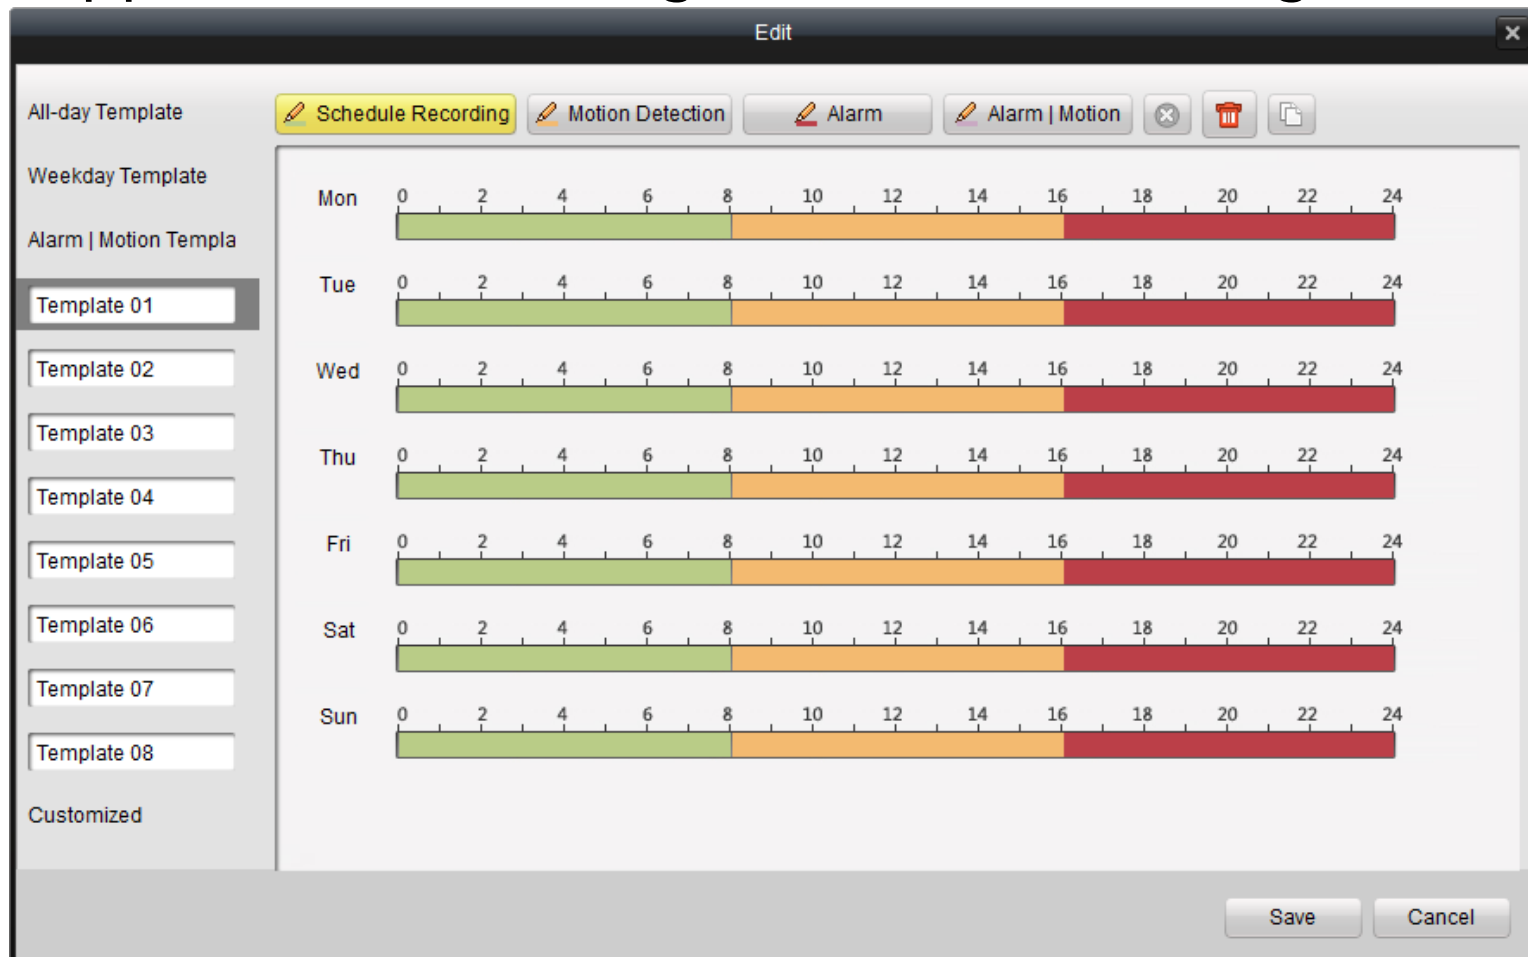 Edit
All-day Template
Schedule Recording Motion Detection Alarm Alarm | Motion
Weekday Template
Alarm | Motion Templa
Template 01
Template 02
Template 03
Template 04
Template 05
Template 06
Template 07
Template 08
Customized
Mon 0 2 4 6 8 10 12 14 16 18 20 22 24
Tue 0 2 4 6 8 10 12 14 16 18 20 22 24
Wed 0 2 4 6 8 10 12 14 16 18 20 22 24
Thu 0 2 4 6 8 10 12 14 16 18 20 22 24
Fri 0 2 4 6 8 10 12 14 16 18 20 22 24
Sat 0 2 4 6 8 10 12 14 16 18 20 22 24
Sun 0 2 4 6 8 10 12 14 16 18 20 22 24
Save Cancel